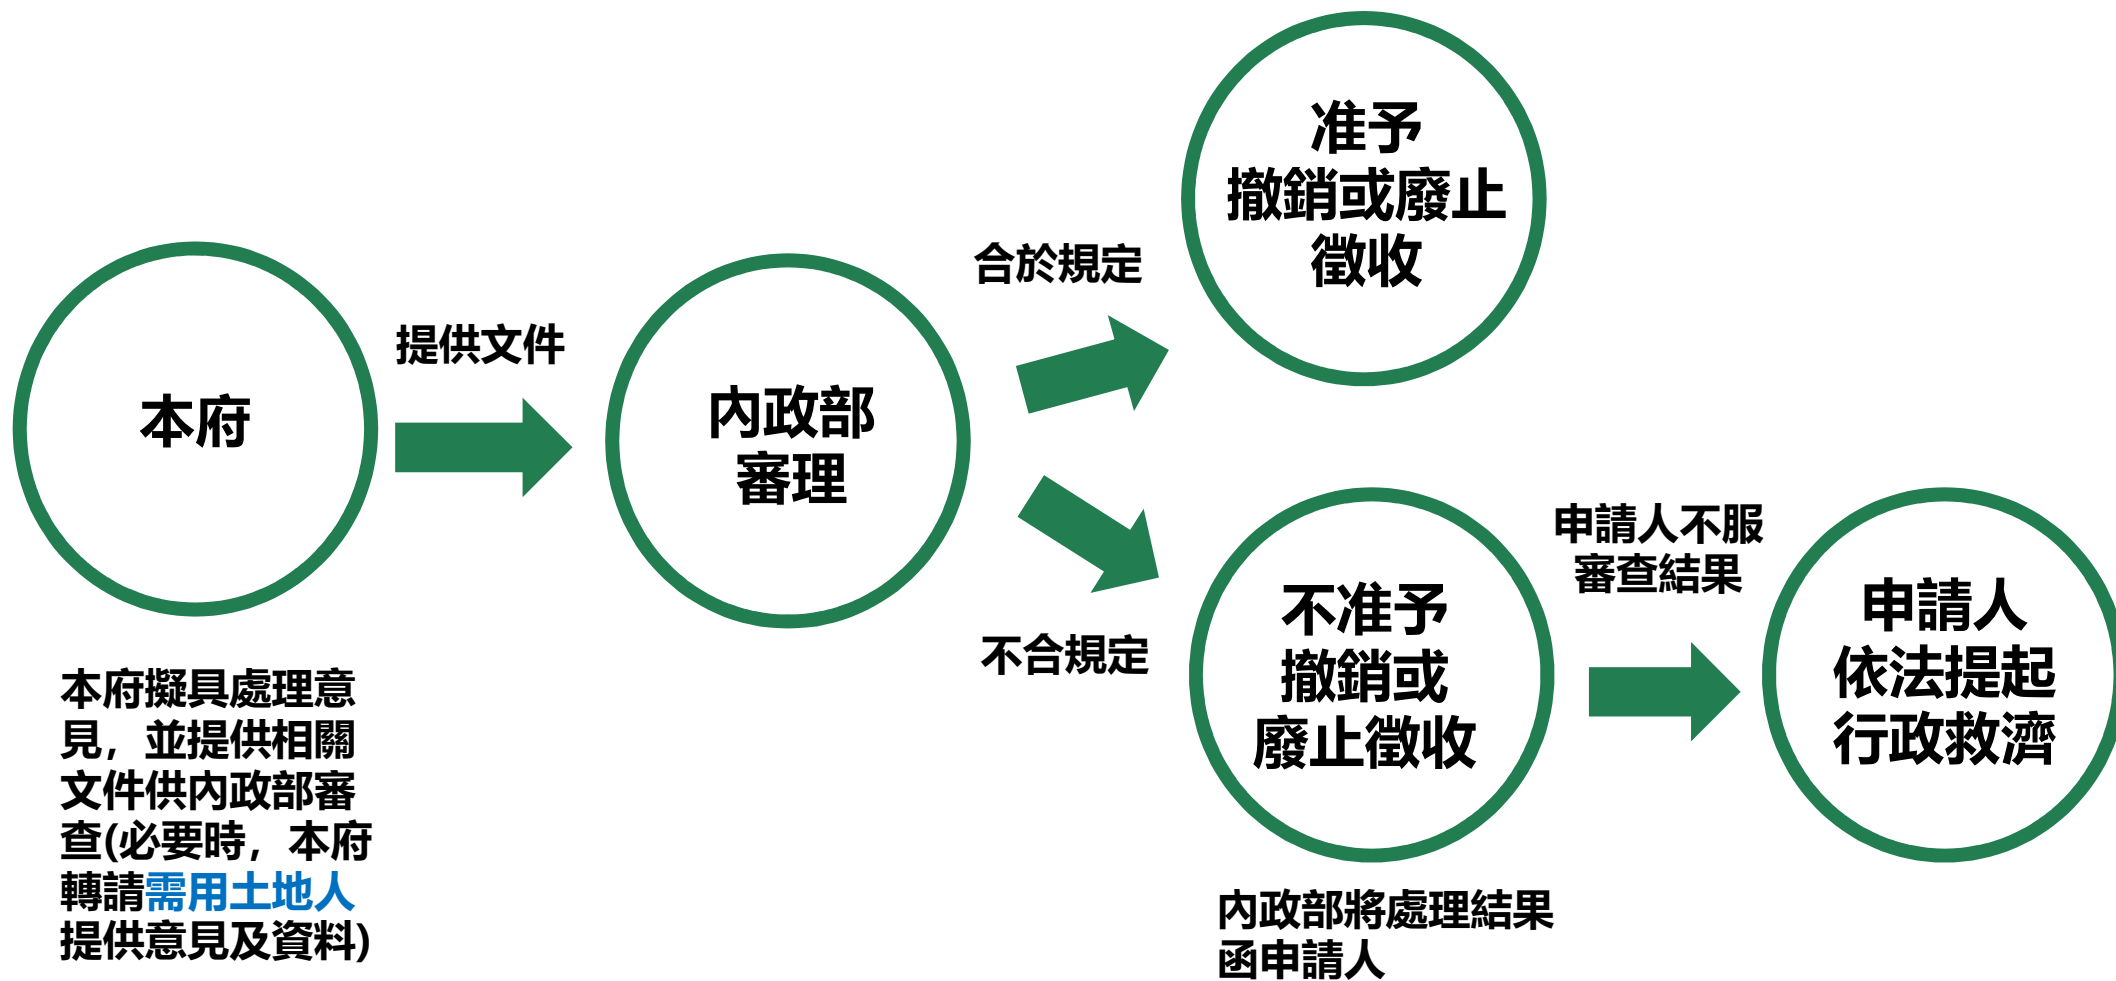 本府
本府擬具處理意
見，並提供相關
文件供內政部審
查(必要時，本府
轉請需用土地人
提供意見及資料)
提供文件
內政部
審理
合於規定
准予
撤銷或廢止
徵收
不合規定
不准予
撤銷或
廢止徵收
內政部將處理結果
函申請人
申請人不服
審查結果
申請人
依法提起
行政救濟